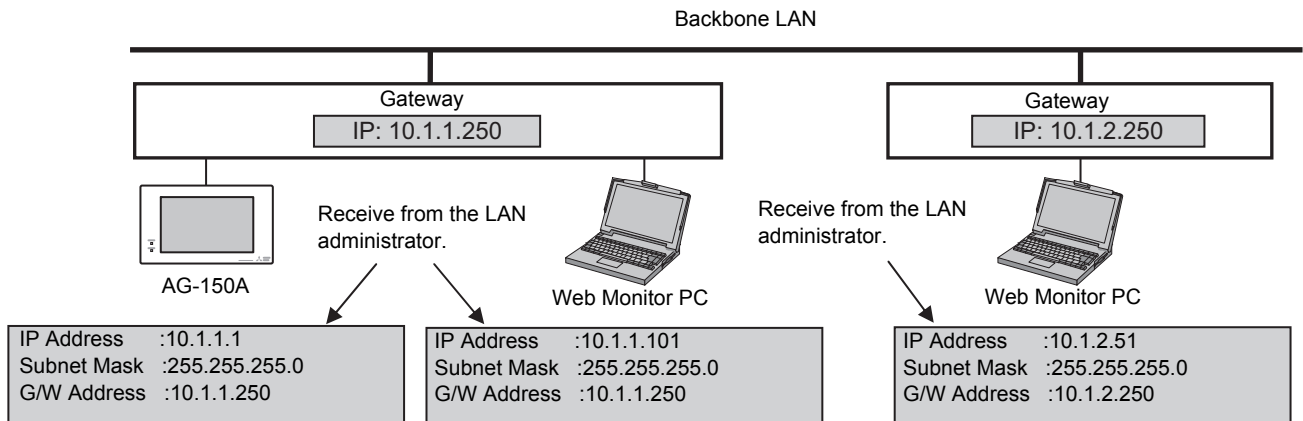 Backbone LAN
Gateway
IP: 10.1.1.250
Gateway
IP: 10.1.2.250
Receive from the LAN
administrator.
Receive from the LAN
administrator.
AG-150A
Web Monitor PC
Web Monitor PC
IP Address :10.1.1.1
Subnet Mask :255.255.255.0
G/W Address :10.1.1.250
IP Address :10.1.1.101
Subnet Mask :255.255.255.0
G/W Address :10.1.1.250
IP Address :10.1.2.51
Subnet Mask :255.255.255.0
G/W Address :10.1.2.250